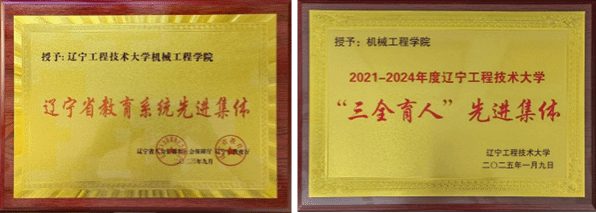 授予:辽宁工程技术大学机械工程学院
辽宁省教育系统先进集体
二〇二三年九月
授予：机械工程学院
2021-2024年度辽宁工程技术大学
“三全育人”先进集体
辽宁工程技术大学
二〇二五年一月九日